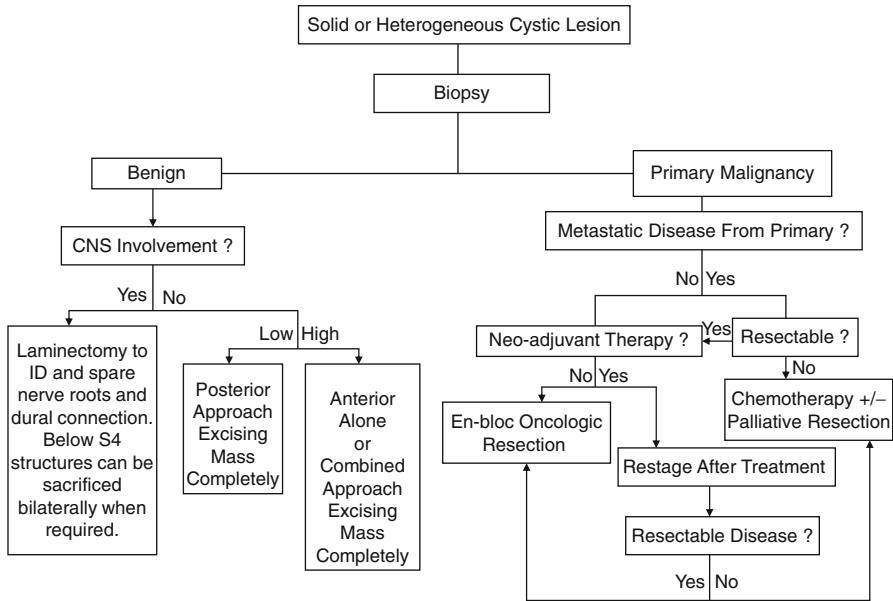 Solid or Heterogeneous Cystic Lesion
Biopsy
Benign
Primary Malignancy
CNS Involvement ?
Metastatic Disease From Primary ?
Yes
No
No
Yes
Low
High
Laminectomy to
ID and spare
nerve roots and
dural connection.
Below S4
structures can be
sacrificed
bilaterally when
required.
Posterior
Approach
Excising
Mass
Completely
Anterior
Alone
or
Combined
Approach
Excising
Mass
Completely
Neo-adjuvant Therapy ?
Yes
Resectable ?
No
Yes
No
En-bloc Oncologic
Resection
Chemotherapy +/–
Palliative Resection
Restage After Treatment
Resectable Disease ?
Yes
No